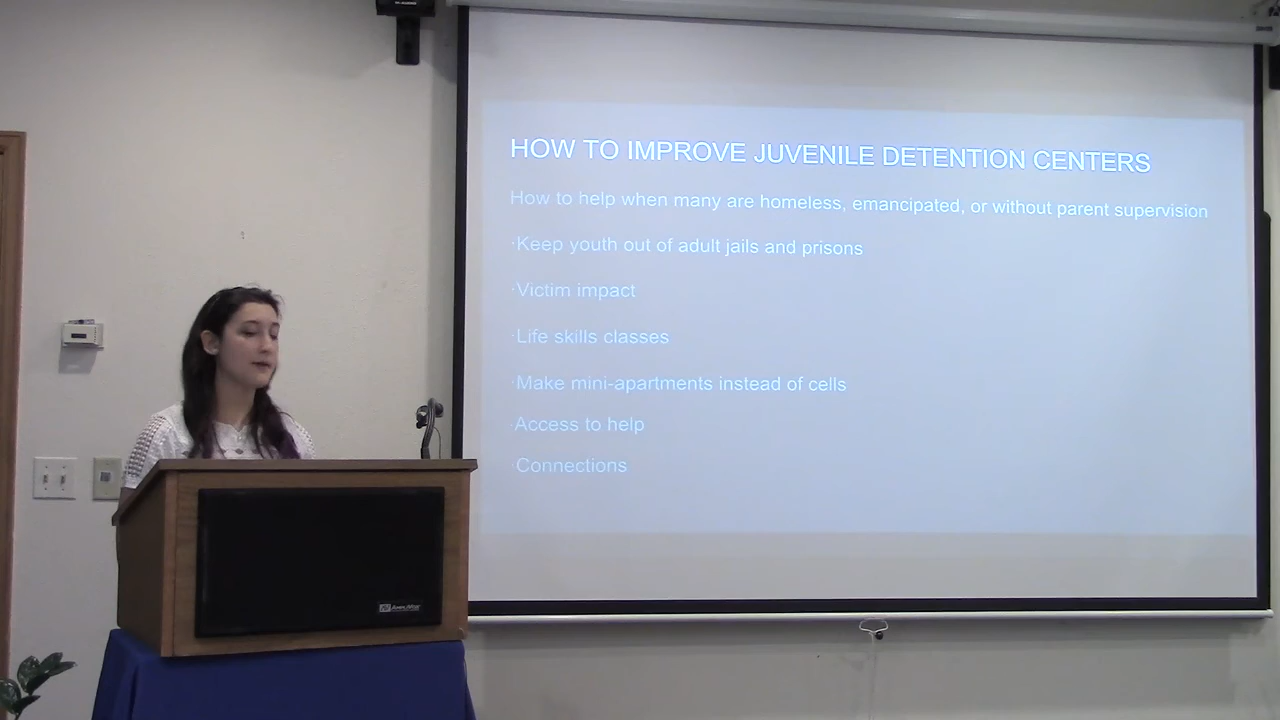 HOW TO IMPROVE JUVENILE DETENTION CENTERS
How to help when many are homeless, emancipated, or without parent supervision
·Keep youth out of adult jails and prisons
·Victim impact
·Life skills classes
·Make mini-apartments instead of cells
·Access to help
·Connections